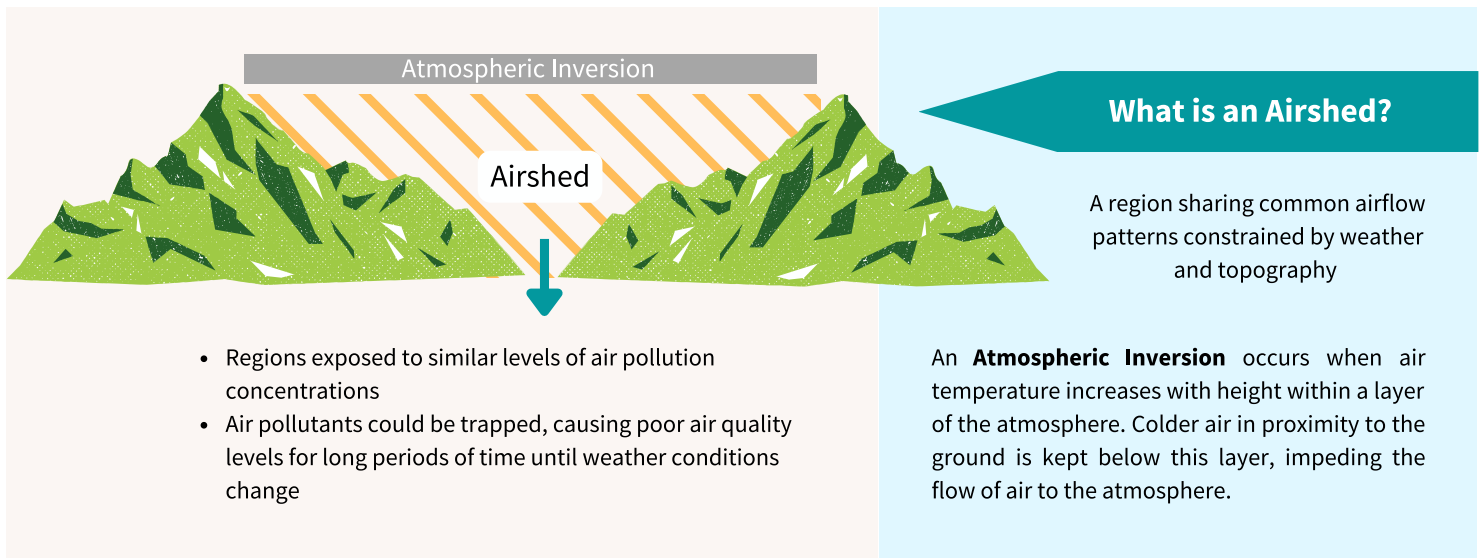 Atmospheric Inversion
Airshed
• Regions exposed to similar levels of air pollution
concentrations
• Air pollutants could be trapped, causing poor air quality
levels for long periods of time until weather conditions
change
What is an Airshed?
A region sharing common airflow
patterns constrained by weather
and topography
An Atmospheric Inversion occurs when air
temperature increases with height within a layer
of the atmosphere. Colder air in proximity to the
ground is kept below this layer, impeding the
flow of air to the atmosphere.